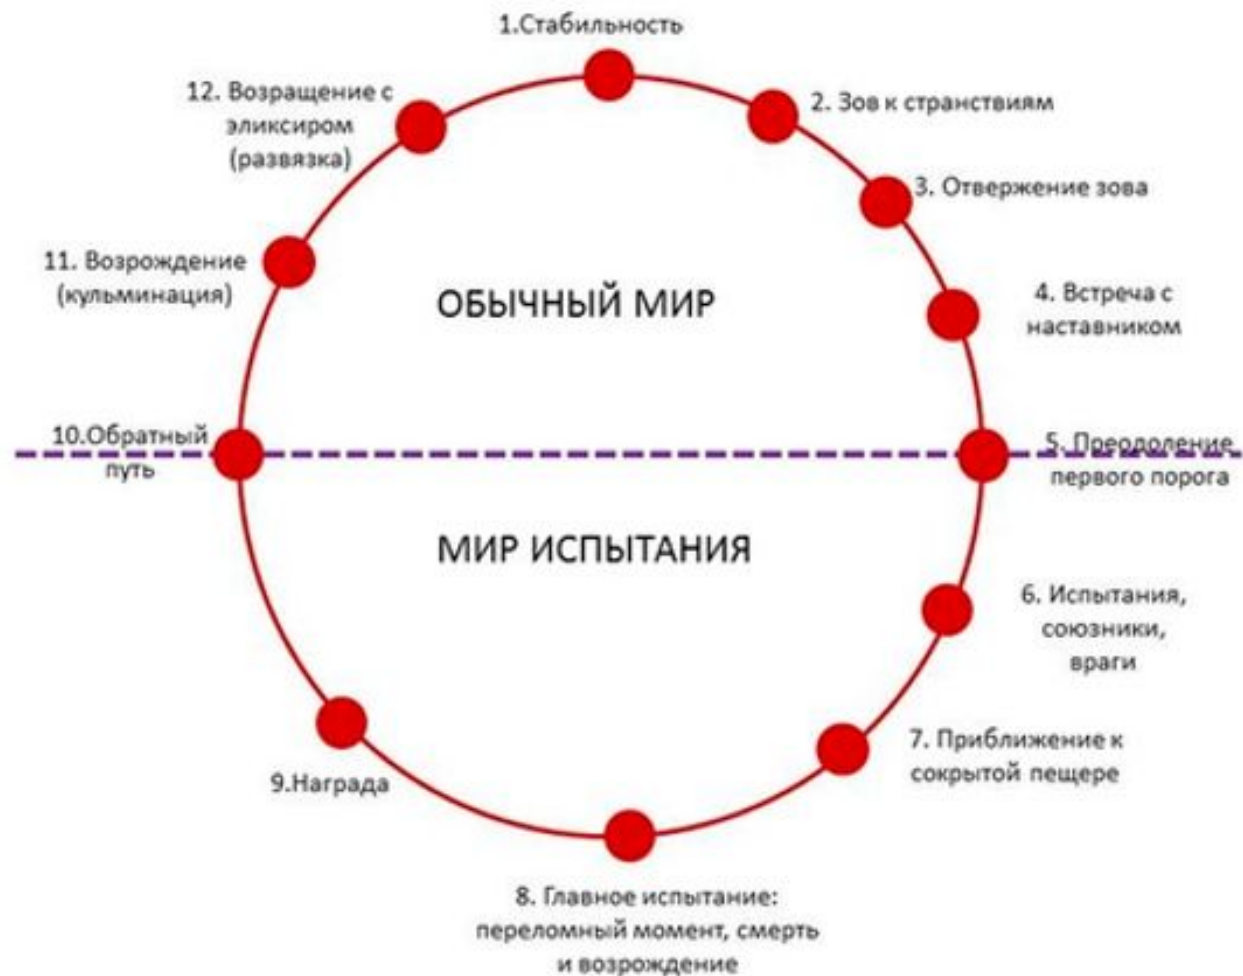 1.Стабильность
2. Зов к странствиям
3. Отвержение зова
4. Встреча с
наставником
5. Преодоление
первого порога
6. Испытания,
союзники,
враги
7. Приближение к
сокрытой пещере
8. Главное испытание:
переломный момент, смерть
и возрождение
9.Награда
10.Обратный
путь
11. Возрождение
(кульминация)
12. Возращение с
эликсиром
(развязка)
ОБЫЧНЫЙ МИР
МИР ИСПЫТАНИЯ